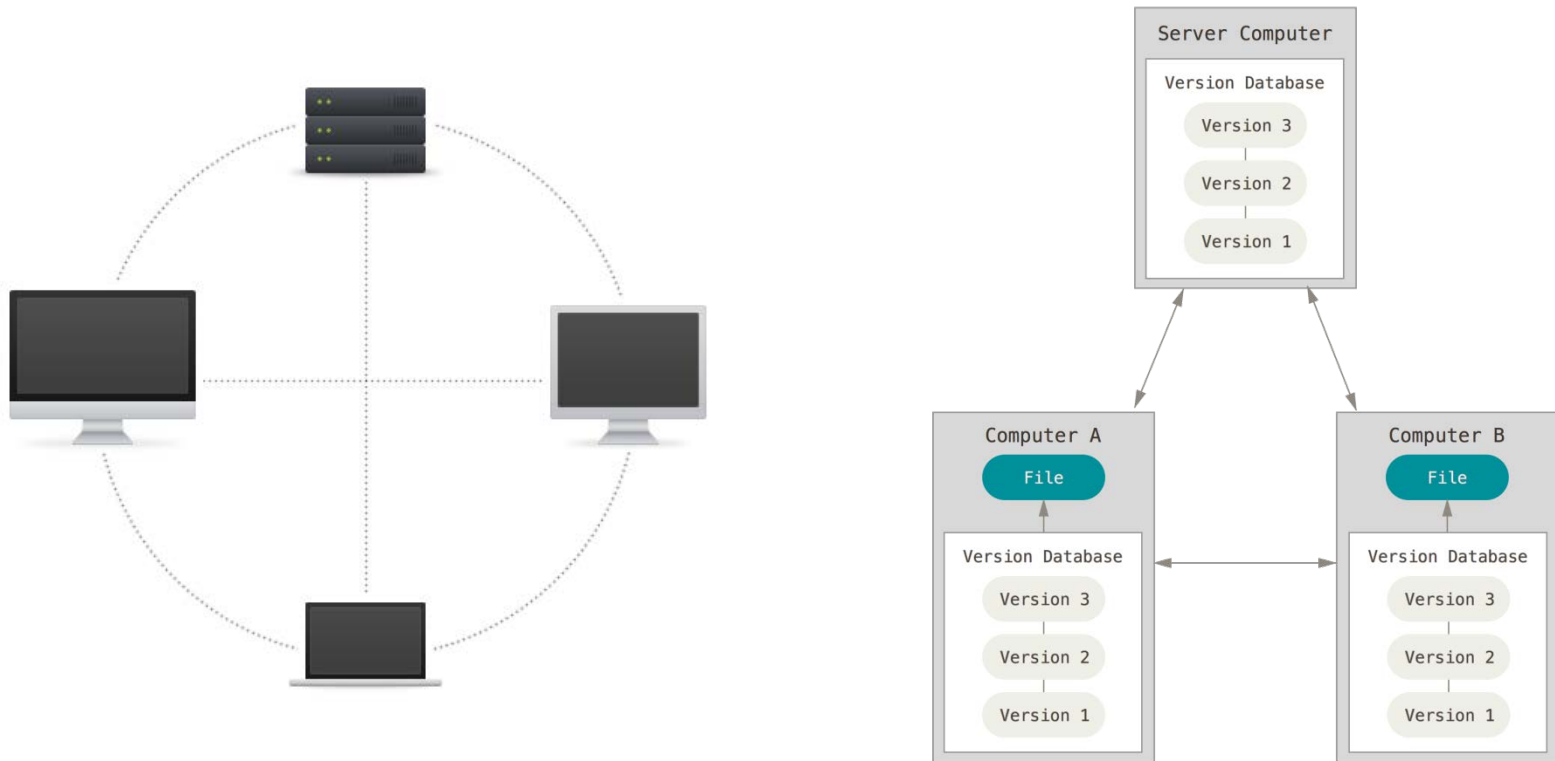 Server Computer
Version Database
Version 3
Version 2
Version 1
Computer A
File
Version Database
Version 3
Version 2
Version 1
Computer B
File
Version Database
Version 3
Version 2
Version 1